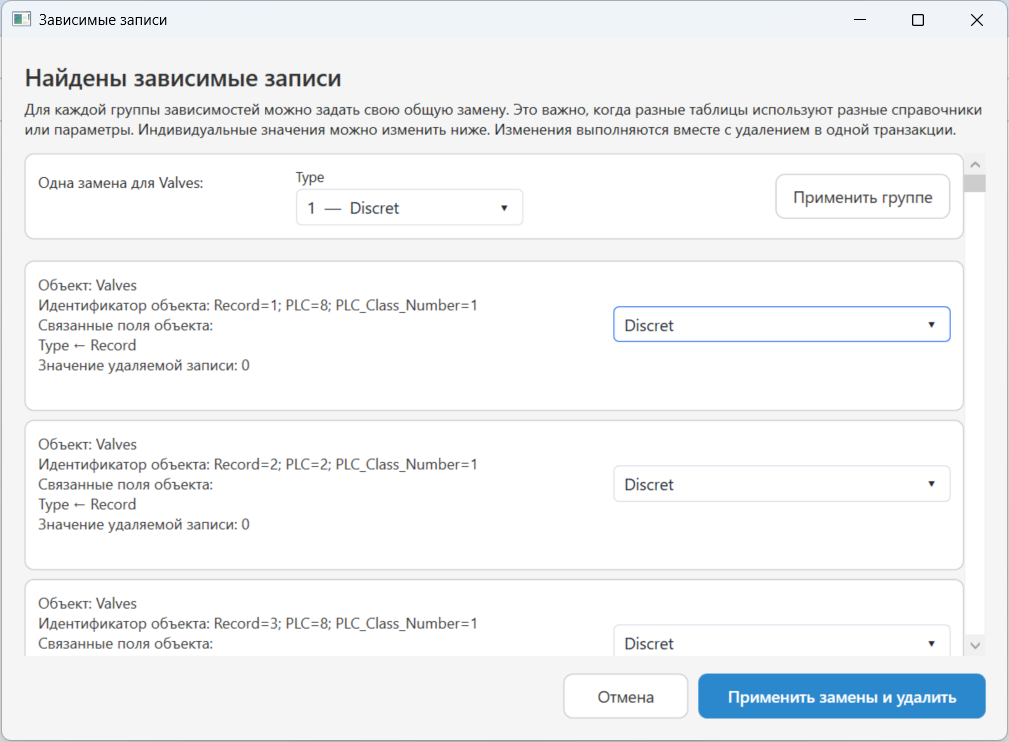 Зависимые записи
Найдены зависимые записи
Для каждой группы зависимостей можно задать свою общую замену. Это важно, когда разные таблицы используют разные справочники
или параметры. Индивидуальные значения можно изменить ниже. Изменения выполняются вместе с удалением в одной транзакции.
Одна замена для Valves:
Type
1 — Discret
Применить группе
Объект: Valves
Идентификатор объекта: Record=1; PLC=8; PLC_Class_Number=1
Связанные поля объекта:
Type ← Record
Значение удаляемой записи: 0
Discret
Объект: Valves
Идентификатор объекта: Record=2; PLC=2; PLC_Class_Number=1
Связанные поля объекта:
Type ← Record
Значение удаляемой записи: 0
Discret
Объект: Valves
Идентификатор объекта: Record=3; PLC=8; PLC_Class_Number=1
Связанные поля объекта:
Discret
Отмена
Применить замены и удалить